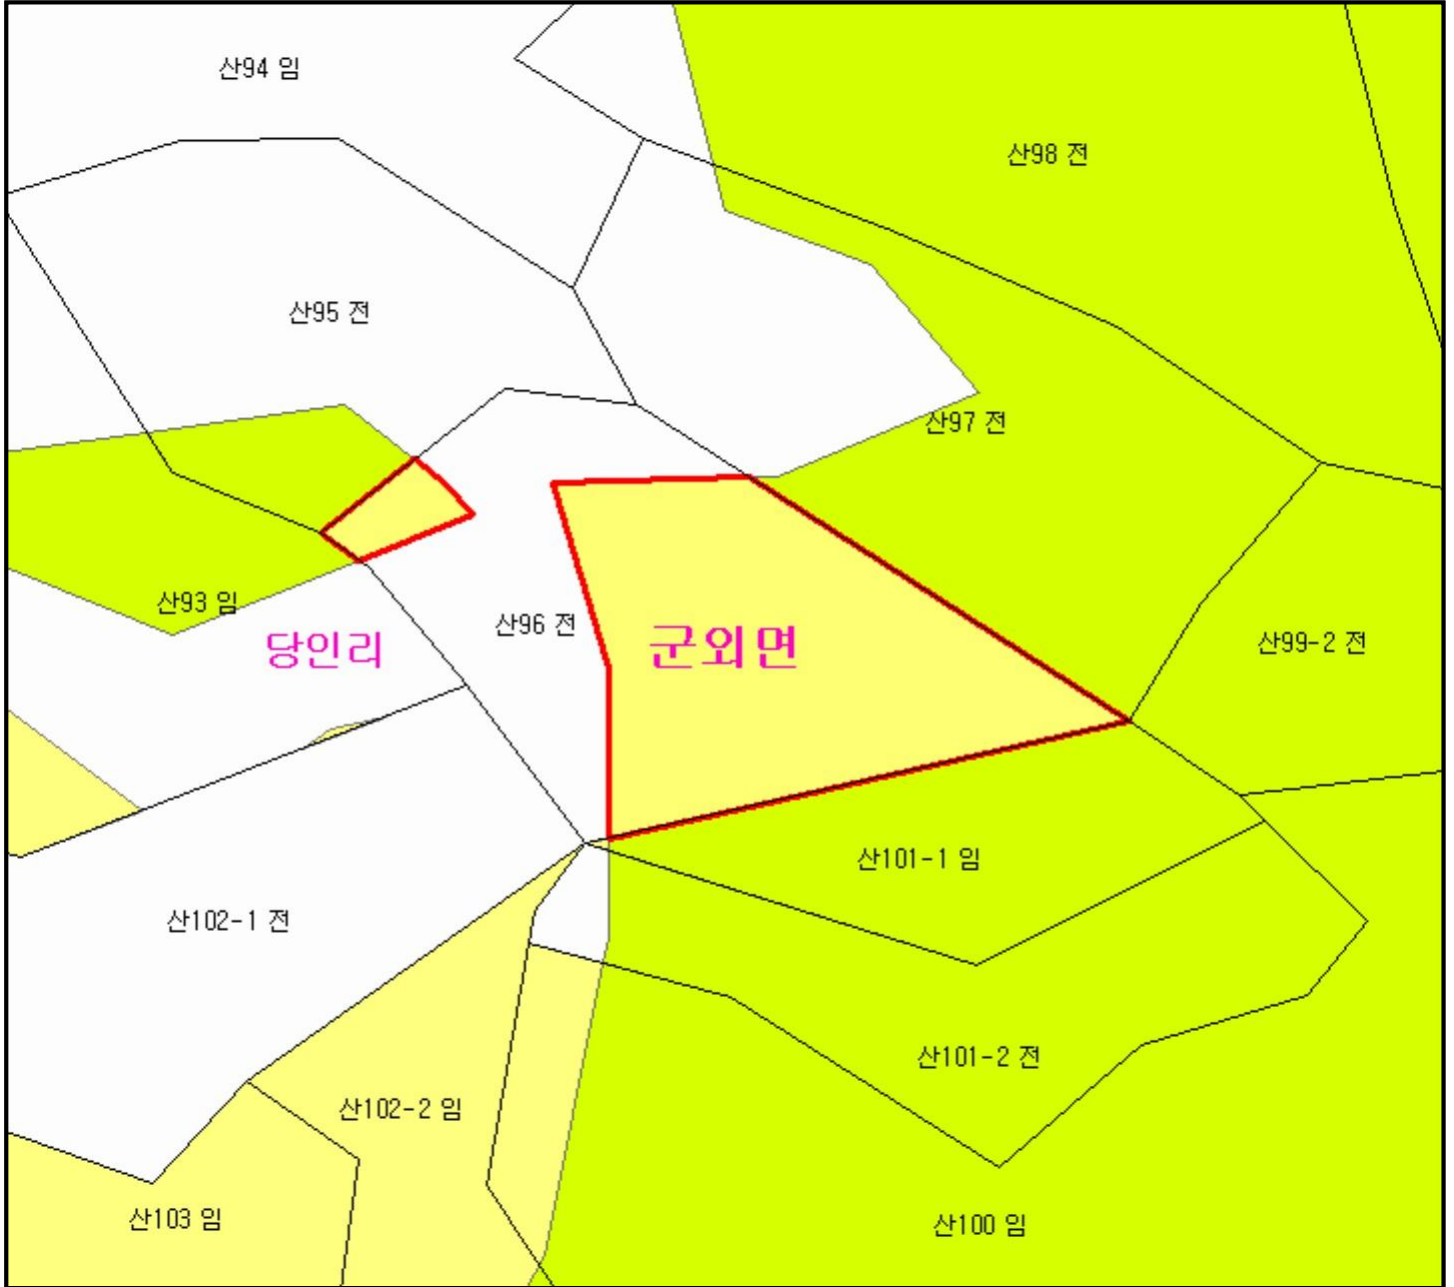 산94 임
산98 전
산95 전
산97 전
산93 임
당인리
산96 전
군외면
산99-2 전
산101-1 임
산102-1 전
산101-2 전
산102-2 임
산103 임
산100 임